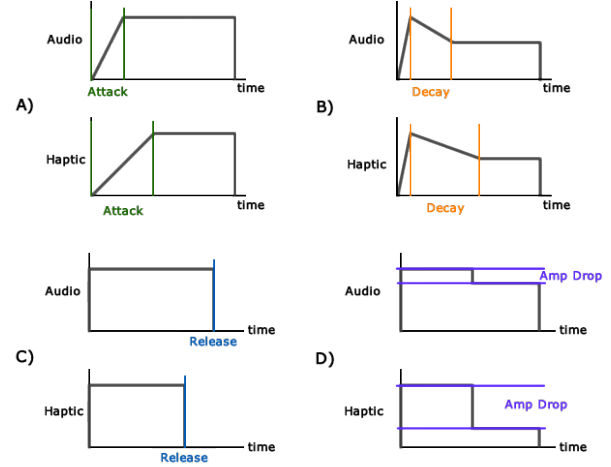 Audio
time
Attack
A)
Haptic
time
Attack
Audio
time
Decay
B)
Haptic
time
Decay
Audio
time
Release
C)
Haptic
time
Release
Amp Drop
Audio
time
D)
Amp Drop
Haptic
time